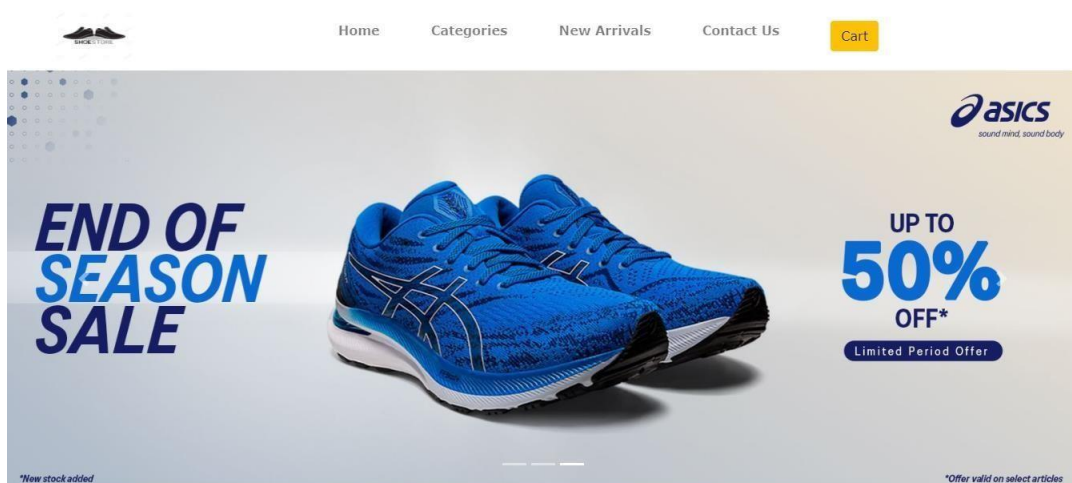 SHOESTORE
Home Categories New Arrivals Contact Us Cart
asics
sound mind, sound body
END OF
SEASON
SALE
UP TO
50%
OFF*
Limited Period Offer
*New stock added
*Offer valid on select articles